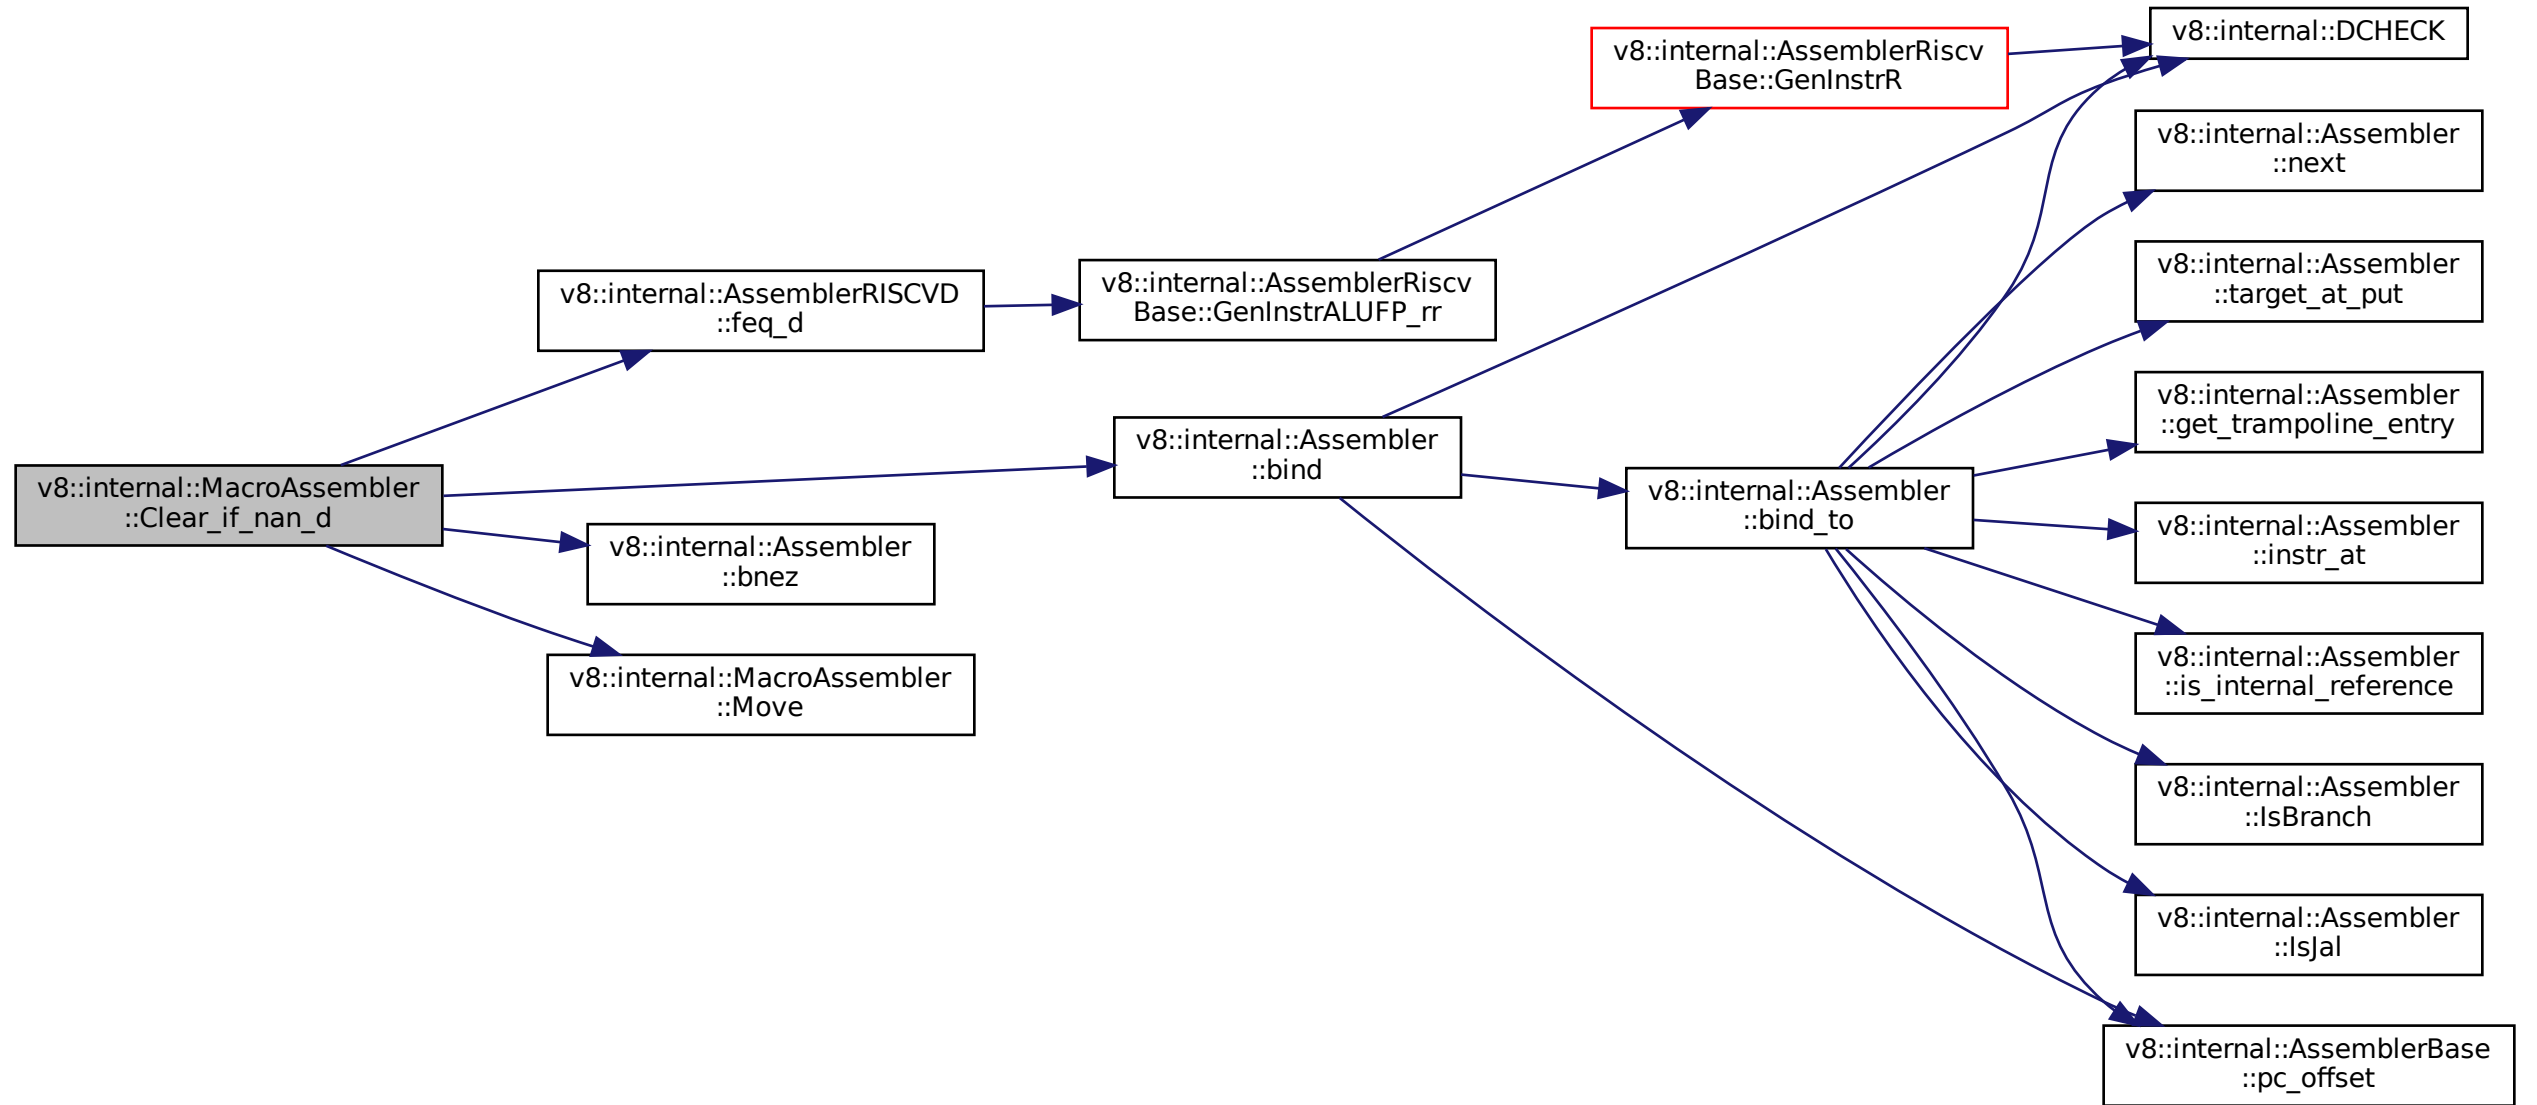 v8::internal::MacroAssembler
::Clear_if_nan_d
v8::internal::AssemblerRISCVD
::feq_d
v8::internal::AssemblerRiscv
Base::GenInstrALUFP_rr
v8::internal::AssemblerRiscv
Base::GenInstrR
v8::internal::DCHECK
v8::internal::Assembler
::bind
v8::internal::Assembler
::bind_to
v8::internal::Assembler
::next
v8::internal::Assembler
::target_at_put
v8::internal::Assembler
::get_trampoline_entry
v8::internal::Assembler
::instr_at
v8::internal::Assembler
::is_internal_reference
v8::internal::Assembler
::IsBranch
v8::internal::Assembler
::IsJal
v8::internal::AssemblerBase
::pc_offset
v8::internal::Assembler
::bnez
v8::internal::MacroAssembler
::Move